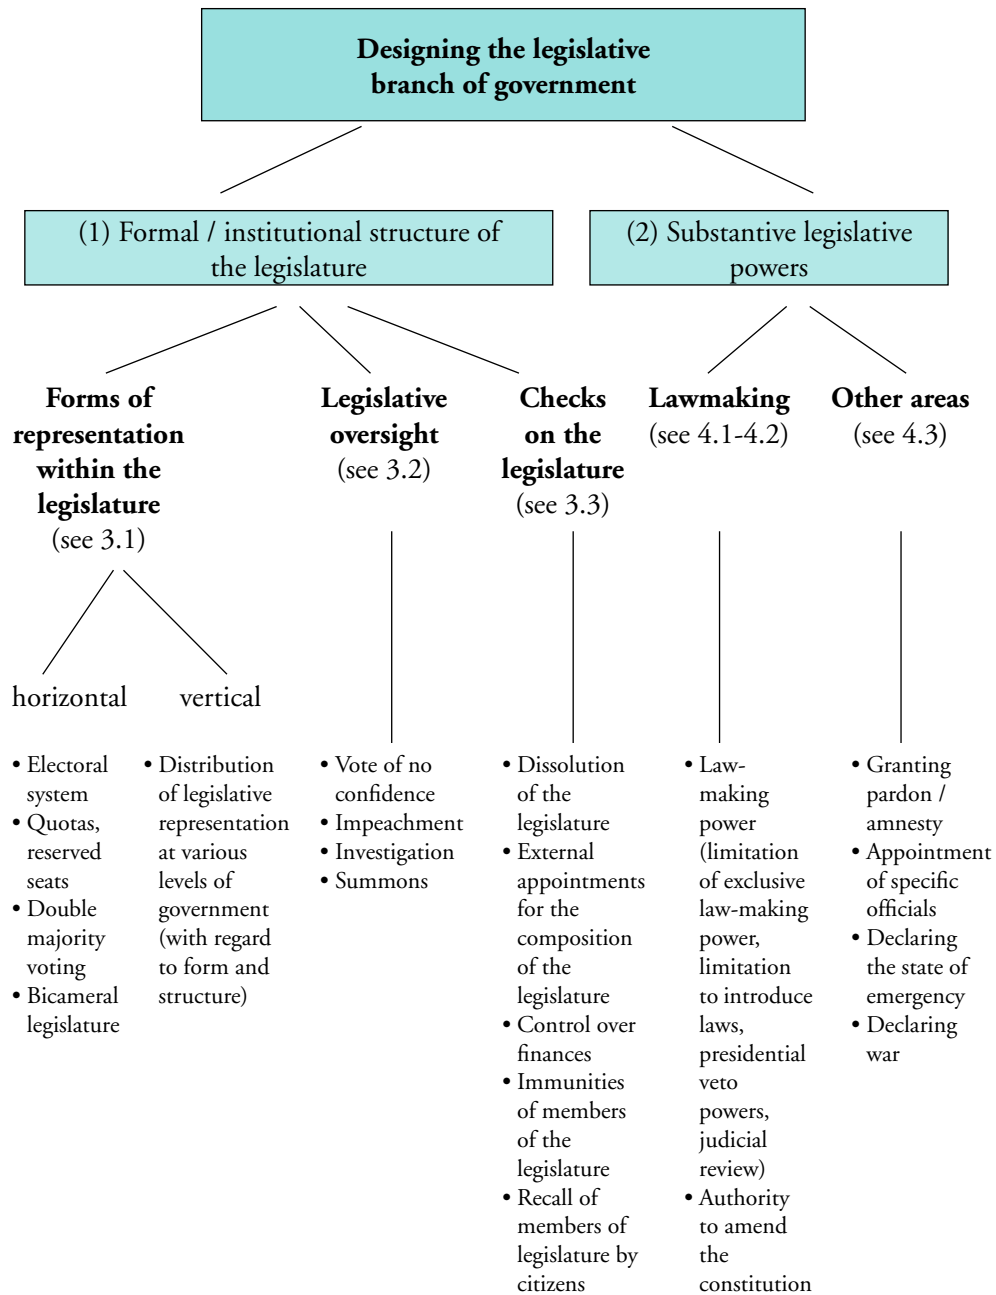 Designing the legislative
branch of government
(1) Formal / institutional structure of
the legislature
(2) Substantive legislative
powers
Forms of
representation
within the
legislature
(see 3.1)
Legislative
oversight
(see 3.2)
Checks
on the
legislature
(see 3.3)
Lawmaking
(see 4.1-4.2)
Other areas
(see 4.3)
horizontal
vertical
• Electoral
system
• Quotas,
reserved
seats
• Double
majority
voting
• Bicameral
legislature
• Distribution
of legislative
representation
at various
levels of
government
(with regard
to form and
structure)
• Vote of no
confidence
• Impeachment
• Investigation
• Summons
• Dissolution
of the
legislature
• External
appointments
for the
composition
of the
legislature
• Control over
finances
• Immunities
of members
of the
legislature
• Recall of
members of
legislature by
citizens
• Law-
making
power
(limitation
of exclusive
law-making
power,
limitation
to introduce
laws,
presidential
veto
powers,
judicial
review)
• Authority
to amend
the
constitution
• Granting
pardon /
amnesty
• Appointment
of specific
officials
• Declaring
the state of
emergency
• Declaring
war